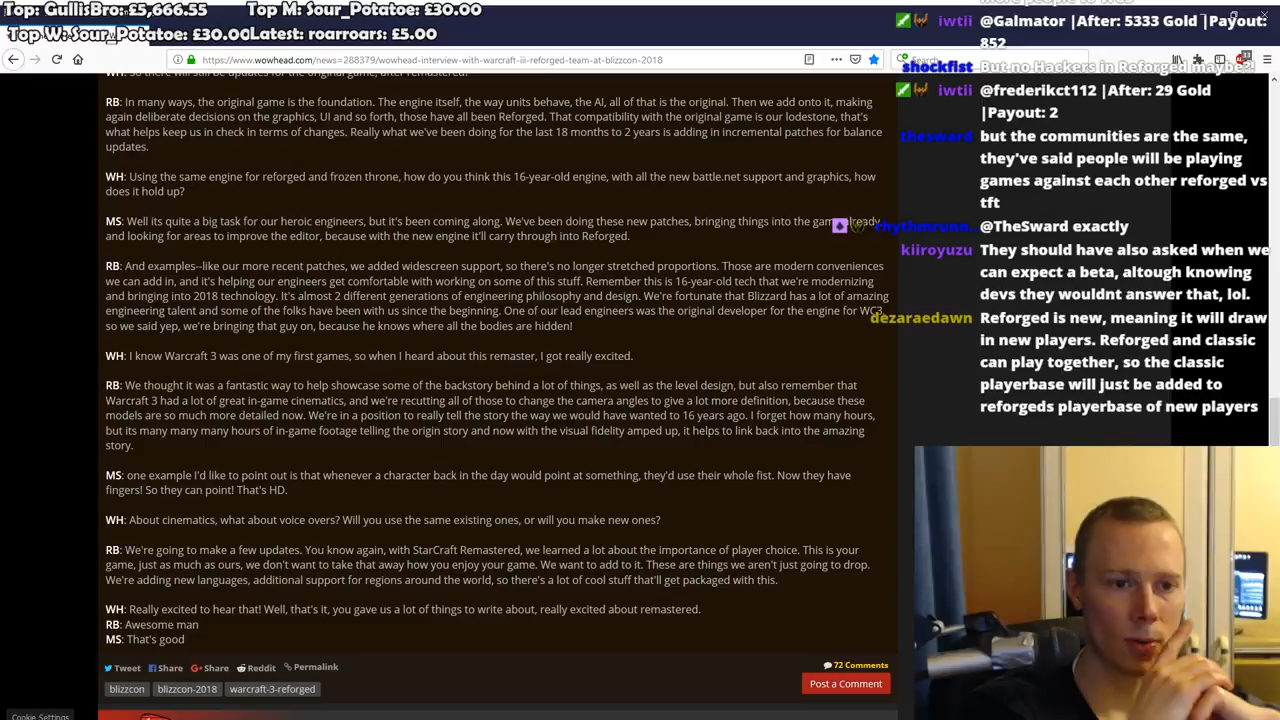 Top: GullisBro: £5,666.55
Top M: Sour_Potatoe: £30.00
Top W: Sour_Potatoe: £30.00
Latest: roarroars: £5.00
https://www.wowhead.com/news=288379/wowhead-interview-with-warcraft-iii-reforged-team-at-blizzcon-2018
Search
WH: So there will still be updates for the original game, after remastered?
RB: In many ways, the original game is the foundation. The engine itself, the way units behave, the AI, all of that is the original. Then we add onto it, making
again deliberate decisions on the graphics, UI and so forth, those have all been Reforged. That compatibility with the original game is our lodestone, that's
what helps keep us in check in terms of changes. Really what we've been doing for the last 18 months to 2 years is adding in incremental patches for balance
updates.
WH: Using the same engine for reforged and frozen throne, how do you think this 16-year-old engine, with all the new battle.net support and graphics, how
does it hold up?
MS: Well its quite a big task for our heroic engineers, but it's been coming along. We've been doing these new patches, bringing things into the game already
and looking for areas to improve the editor, because with the new engine it'll carry through into Reforged.
RB: And examples--like our more recent patches, we added widescreen support, so there's no longer stretched proportions. Those are modern conveniences
we can add in, and it's helping our engineers get comfortable with working on some of this stuff. Remember this is 16-year-old tech that we're modernizing
and bringing into 2018 technology. It's almost 2 different generations of engineering philosophy and design. We're fortunate that Blizzard has a lot of amazing
engineering talent and some of the folks have been with us since the beginning. One of our lead engineers was the original developer for the engine for WC3,
so we said yep, we're bringing that guy on, because he knows where all the bodies are hidden!
WH: I know Warcraft 3 was one of my first games, so when I heard about this remaster, I got really excited.
RB: We thought it was a fantastic way to help showcase some of the backstory behind a lot of things, as well as the level design, but also remember that
Warcraft 3 had a lot of great in-game cinematics, and we're recutting all of those to change the camera angles to give a lot more definition, because these
models are so much more detailed now. We're in a position to really tell the story the way we would have wanted to 16 years ago. I forget how many hours,
but its many many many hours of in-game footage telling the origin story and now with the visual fidelity amped up, it helps to link back into the amazing
story.
MS: one example I'd like to point out is that whenever a character back in the day would point at something, they'd use their whole fist. Now they have
fingers! So they can point! That's HD.
WH: About cinematics, what about voice overs? Will you use the same existing ones, or will you make new ones?
RB: We're going to make a few updates. You know again, with StarCraft Remastered, we learned a lot about the importance of player choice. This is your
game, just as much as ours, we don't want to take that away how you enjoy your game. We want to add to it. These are things we aren't just going to drop.
We're adding new languages, additional support for regions around the world, so there's a lot of cool stuff that'll get packaged with this.
WH: Really excited to hear that! Well, that's it, you gave us a lot of things to write about, really excited about remastered.
RB: Awesome man
MS: That's good
Tweet Share Share Reddit Permalink
72 Comments
Post a Comment
blizzcon blizzcon-2018 warcraft-3-reforged
Cookie Settings
more people to WC3
iwtii @Galmator |After: 5333 Gold |Payout:
852
shockfist But no Hackers in Reforged maybe?!
iwtii @frederikct112 |After: 29 Gold
|Payout: 2
thesward but the communities are the same,
they've said people will be playing
games against each other reforged vs
tft
rhythmrunn... @TheSward exactly
kiiroyuzu They should have also asked when we
can expect a beta, altough knowing
devs they wouldnt answer that, lol.
dezaraedawn Reforged is new, meaning it will draw
in new players. Reforged and classic
can play together, so the classic
playerbase will just be added to
reforgeds playerbase of new players